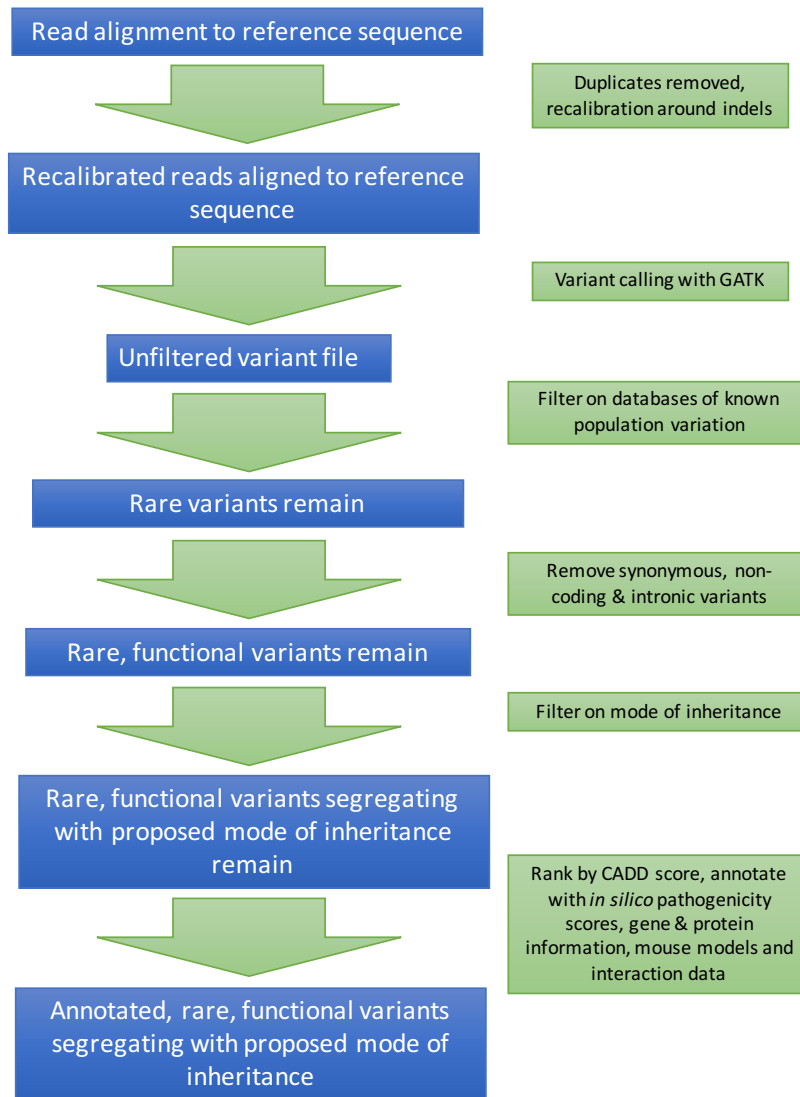 Read alignment to reference sequence
Duplicates removed,
recalibration around indels
Recalibrated reads aligned to reference
sequence
Variant calling with GATK
Unfiltered variant file
Filter on databases of known
population variation
Rare variants remain
Remove synonymous, non-
coding & intronic variants
Rare, functional variants remain
Filter on mode of inheritance
Rare, functional variants segregating
with proposed mode of inheritance
remain
Rank by CADD score, annotate
with in silico pathogenicity
scores, gene & protein
information, mouse models and
interaction data
Annotated, rare, functional variants
segregating with proposed mode of
inheritance